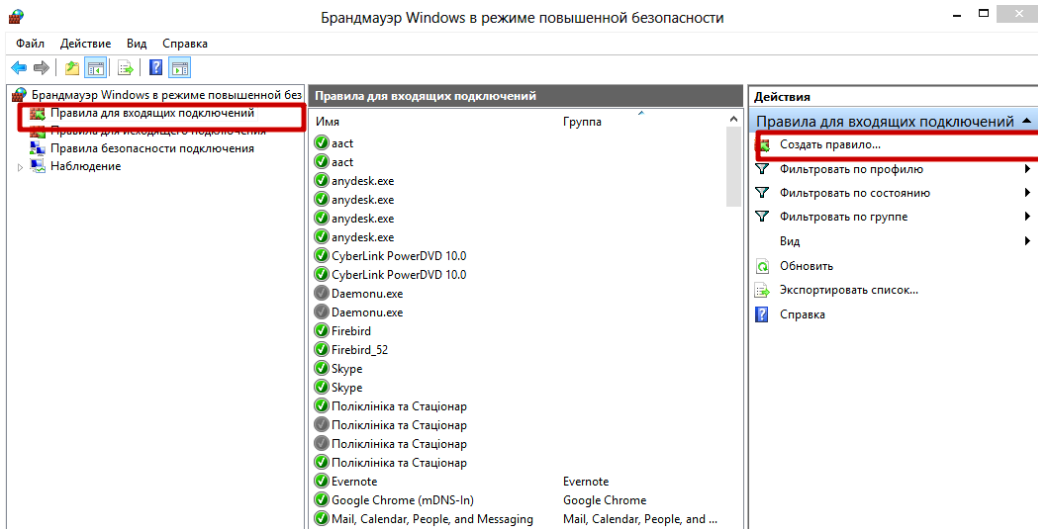 Брандмауэр Windows в режиме повышенной безопасности
Файл Действие Вид Справка
Брандмауэр Windows в режиме повышенной без
Правила для входящих подключений
Правила для исходящего подключения
Правила безопасности подключения
Наблюдение
Правила для входящих подключений
Имя Группа
aact
aact
anydesk.exe
anydesk.exe
anydesk.exe
anydesk.exe
CyberLink PowerDVD 10.0
CyberLink PowerDVD 10.0
Daemonu.exe
Daemonu.exe
Firebird
Firebird_52
Skype
Skype
Поліклініка та Стаціонар
Поліклініка та Стаціонар
Поліклініка та Стаціонар
Поліклініка та Стаціонар
Evernote Evernote
Google Chrome (mDNS-In) Google Chrome
Mail, Calendar, People, and Messaging Mail, Calendar, People, and ...
Действия
Правила для входящих подключений
Создать правило...
Фильтровать по профилю
Фильтровать по состоянию
Фильтровать по группе
Вид
Обновить
Экспортировать список...
Справка